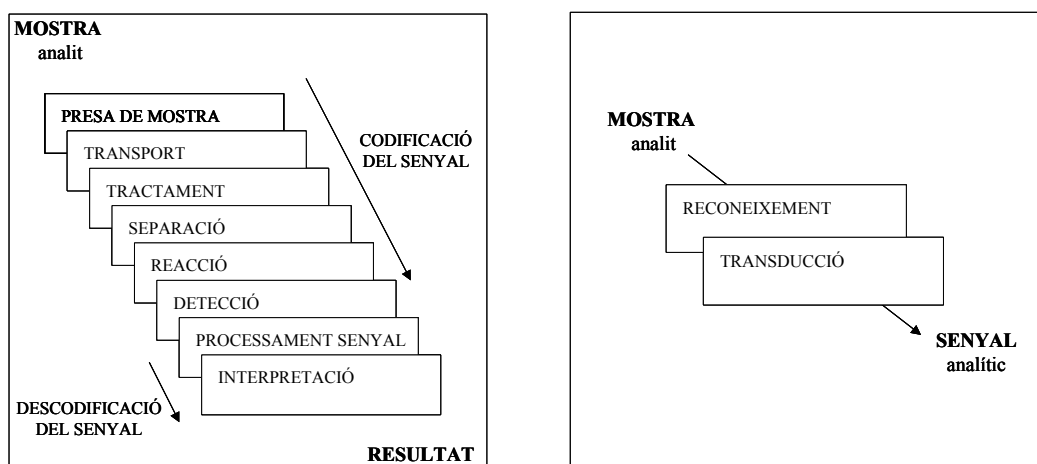 MOSTRA
analit
PRESA DE MOSTRA
TRANSPORT
TRACTAMENT
SEPARACIÓ
REACCIÓ
DETECCIÓ
PROCESSAMENT SENYAL
INTERPRETACIÓ
CODIFICACIÓ
DEL SENYAL
DESCODIFICACIÓ
DEL SENYAL
RESULTAT
MOSTRA
analit
RECONEIXEMENT
TRANSDUCCIÓ
SENYAL
analític